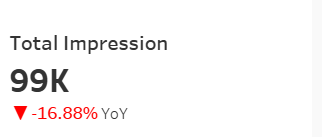 Total Impression
99K
▼-16.88% YoY